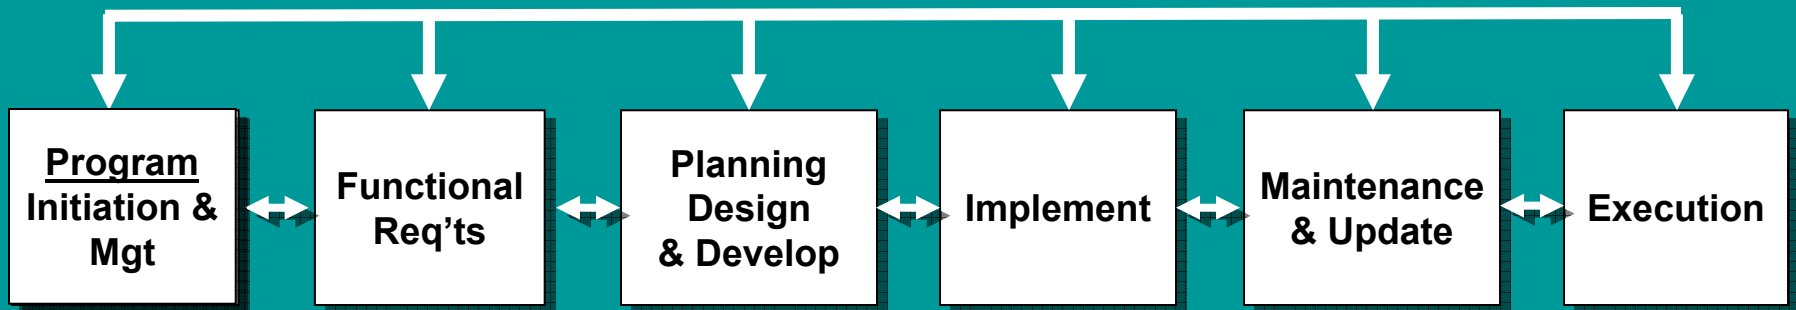 Program
Initiation &
Mgt
Functional
Req’ts
Planning
Design
& Develop
Implement
Maintenance
& Update
Execution